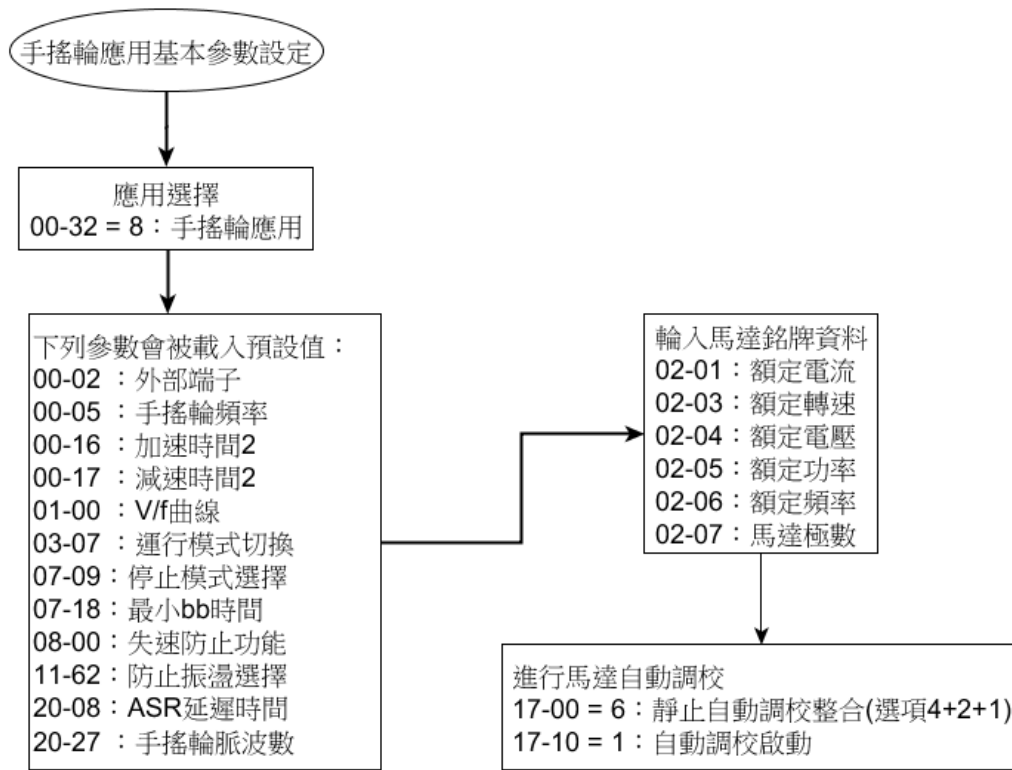 手搖輪應用基本參數設定
應用選擇
00-32 = 8：手搖輪應用
下列參數會被載入預設值：
00-02 ：外部端子
00-05 ：手搖輪頻率
00-16 ：加速時間2
00-17 ：減速時間2
01-00 ：V/f曲線
03-07 ：運行模式切換
07-09：停止模式選擇
07-18：最小bb時間
08-00：失速防止功能
11-62：防止振盪選擇
20-08：ASR延遲時間
20-27 ：手搖輪脈波數
輪入馬達銘牌資料
02-01：額定電流
02-03：額定轉速
02-04：額定電壓
02-05：額定功率
02-06：額定頻率
02-07：馬達極數
進行馬達自動調校
17-00 = 6：靜止自動調校整合(選項4+2+1)
17-10 = 1：自動調校啟動